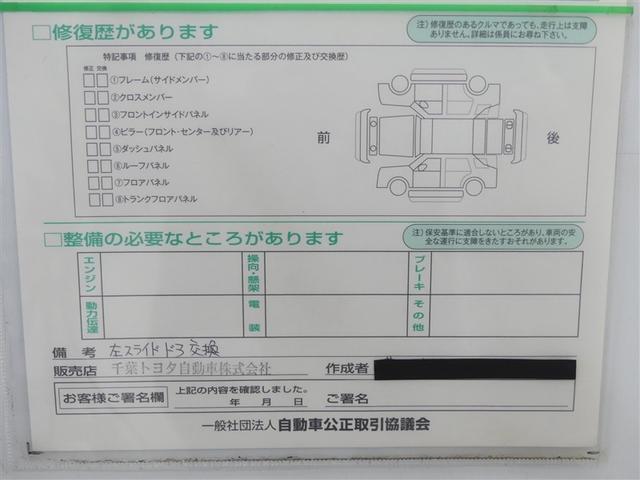 □修復歴があります
注）修復歴のあるクルマであっても、走行上は支障ありません。詳細は係員にお尋ね下さい。
特記事項 修復歴（下記の①～⑧に当たる部分の修正及び交換歴）
修正 交換
①フレーム（サイドメンバー）
②クロスメンバー
③フロントインサイドパネル
④ピラー（フロント・センター及びリアー）
⑤ダッシュパネル
⑥ルーフパネル
⑦フロアパネル
⑧トランクフロアパネル
前
後
□整備の必要なところがあります
注）保安基準に適合しないところがあり、車両の安全な運行に支障をきたすおそれがあります。
エンジン
操向・懸架
ブレーキ
動力伝達
電装
その他
備考 左スライドドア交換
販売店 千葉トヨタ自動車株式会社 作成者
お客様ご署名欄 上記の内容を確認しました。
年 月 日 ご署名
一般社団法人 自動車公正取引協議会